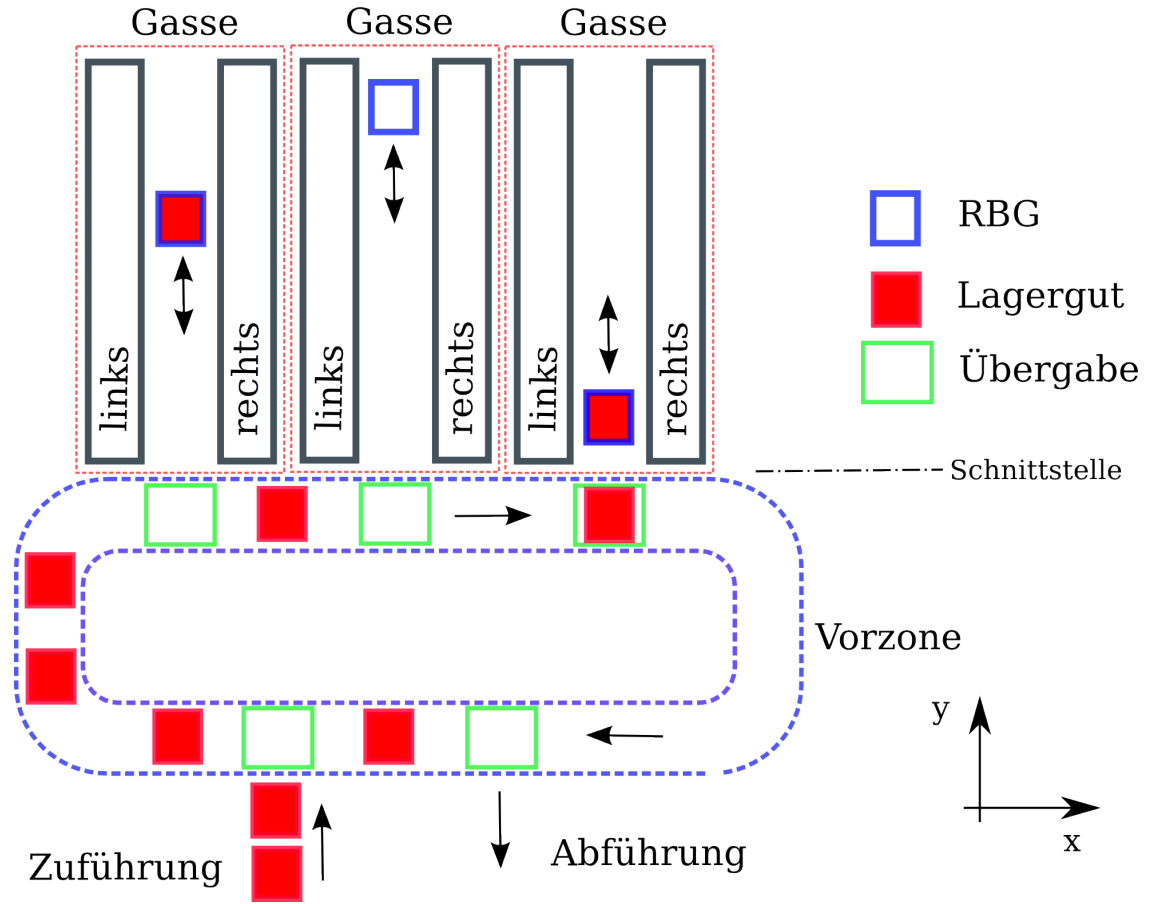 Gasse
Gasse
Gasse
links
rechts
links
rechts
links
rechts
RBG
Lagergut
Übergabe
Schnittstelle
Vorzone
Zuführung
Abführung
y
x